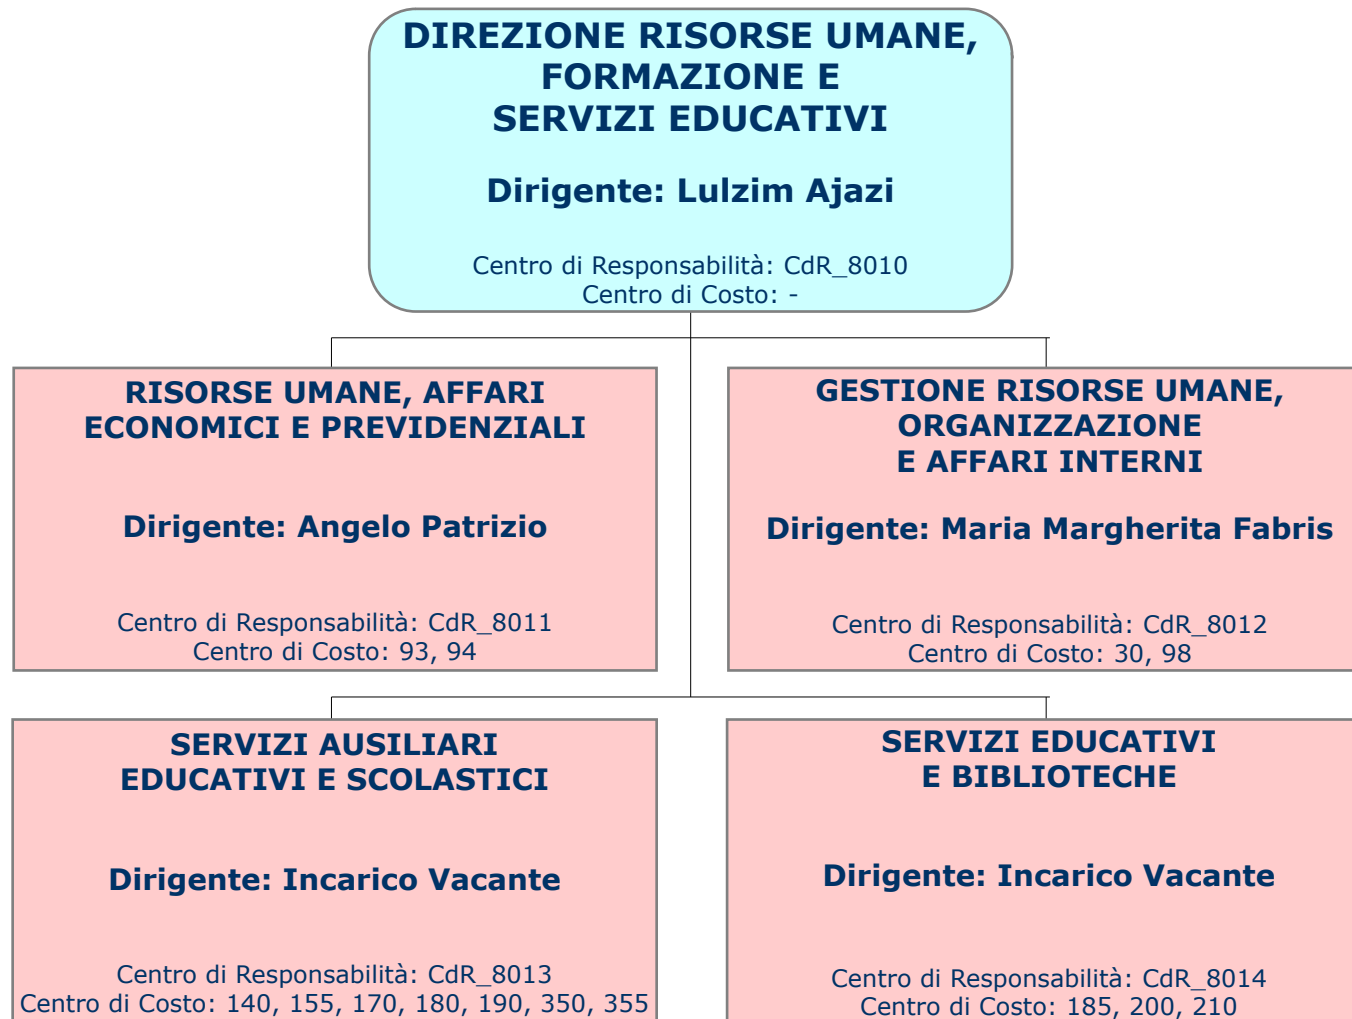 DIREZIONE RISORSE UMANE,
FORMAZIONE E
SERVIZI EDUCATIVI
Dirigente: Lulzim Ajazi
Centro di Responsabilità: CdR_8010
Centro di Costo: -
RISORSE UMANE, AFFARI
ECONOMICI E PREVIDENZIALI
Dirigente: Angelo Patrizio
Centro di Responsabilità: CdR_8011
Centro di Costo: 93, 94
GESTIONE RISORSE UMANE,
ORGANIZZAZIONE
E AFFARI INTERNI
Dirigente: Maria Margherita Fabris
Centro di Responsabilità: CdR_8012
Centro di Costo: 30, 98
SERVIZI AUSILIARI
EDUCATIVI E SCOLASTICI
Dirigente: Incarico Vacante
Centro di Responsabilità: CdR_8013
Centro di Costo: 140, 155, 170, 180, 190, 350, 355
SERVIZI EDUCATIVI
E BIBLIOTECHE
Dirigente: Incarico Vacante
Centro di Responsabilità: CdR_8014
Centro di Costo: 185, 200, 210